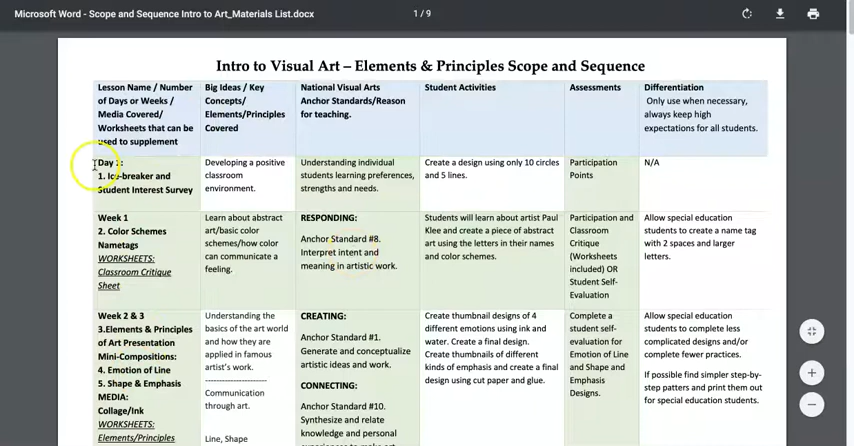 Microsoft Word - Scope and Sequence Intro to Art_Materials List.docx
1 / 9
Intro to Visual Art – Elements & Principles Scope and Sequence
Lesson Name / Number
of Days or Weeks /
Media Covered/
Worksheets that can be
used to supplement
Big Ideas / Key
Concepts/
Elements/Principles
Covered
National Visual Arts
Anchor Standards/Reason
for teaching.
Student Activities
Assessments
Differentiation
Only use when necessary,
always keep high
expectations for all students.
Day 1:
1. Ice-breaker and
Student Interest Survey
Developing a positive
classroom
environment.
Understanding individual
students learning preferences,
strengths and needs.
Create a design using only 10 circles
and 5 lines.
Participation
Points
N/A
Week 1
2. Color Schemes
Nametags
WORKSHEETS:
Classroom Critique
Sheet
Learn about abstract
art/basic color
schemes/how color
can communicate a
feeling.
RESPONDING:
Anchor Standard #8.
Interpret intent and
meaning in artistic work.
Students will learn about artist Paul
Klee and create a piece of abstract
art using the letters in their names
and color schemes.
Participation and
Classroom
Critique
(Worksheets
included) OR
Student Self-
Evaluation
Allow special education
students to create a name tag
with 2 spaces and larger
letters.
Week 2 & 3
3.Elements & Principles
of Art Presentation
Mini-Compositions:
4. Emotion of Line
5. Shape & Emphasis
MEDIA:
Collage/Ink
WORKSHEETS:
Elements/Principles
Understanding the
basics of the art world
and how they are
applied in famous
artist's work.
-----------------------
Communication
through art.
Line, Shape
CREATING:
Anchor Standard #1.
Generate and conceptualize
artistic ideas and work.
CONNECTING:
Anchor Standard #10.
Synthesize and relate
knowledge and personal
Create thumbnail designs of 4
different emotions using ink and
water. Create a final design.
Create thumbnails of different
kinds of emphasis and create a final
design using cut paper and glue.
Complete a
student self-
evaluation for
Emotion of Line
and Shape and
Emphasis
Designs.
Allow special education
students to complete less
complicated designs and/or
complete fewer practices.
If possible find simpler step-by-
step patters and print them out
for special education students.